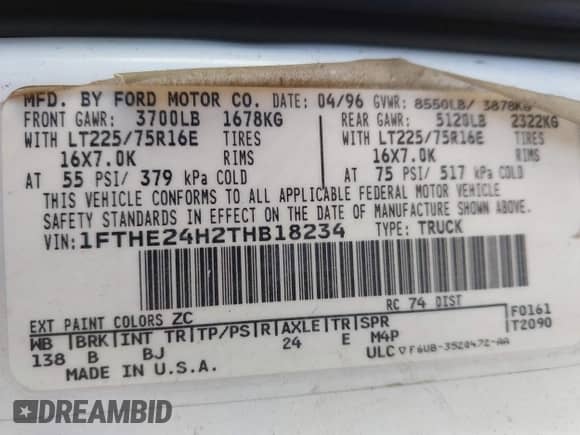 MFD. BY FORD MOTOR CO. DATE: 04/96 GVWR: 8550LB/ 3878KG
FRONT GAWR: 3700LB 1678KG REAR GAWR: 5120LB 2322KG
WITH LT225/75R16E TIRES WITH LT225/75R16E TIRES
16X7.0K RIMS 16X7.0K RIMS
AT 55 PSI/ 379 kPa COLD AT 75 PSI/ 517 kPa COLD
THIS VEHICLE CONFORMS TO ALL APPLICABLE FEDERAL MOTOR VEHICLE
SAFETY STANDARDS IN EFFECT ON THE DATE OF MANUFACTURE SHOWN ABOVE.
VIN: 1FTHE24H2THB18234 TYPE: TRUCK
EXT PAINT COLORS ZC RC 74 DIST F0161
WB BRK INT TR TP/PS R AXLE TR SPR T2090
138 B BJ 24 E M4P
MADE IN U.S.A. ULC F6UB-3520472-AA
DREAMBID